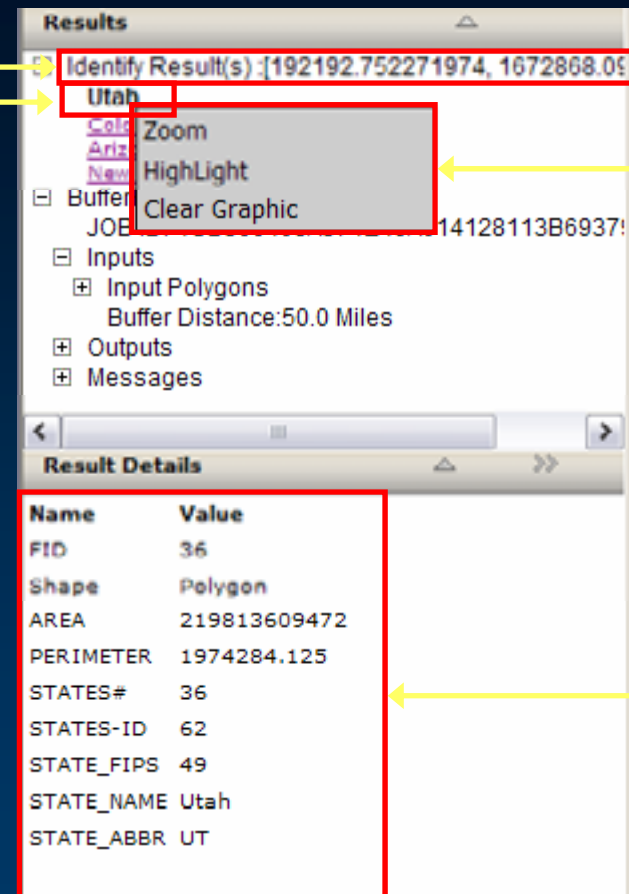 Results
Identify Result(s) :[192192.752271974, 1672868.09
Utah
Zoom
HighLight
Clear Graphic
Inputs
Input Polygons
Buffer Distance:50.0 Miles
Outputs
Messages
Result Details
Name Value
FID 36
Shape Polygon
AREA 219813609472
PERIMETER 1974284.125
STATES# 36
STATES-ID 62
STATE_FIPS 49
STATE_NAME Utah
STATE_ABBR UT